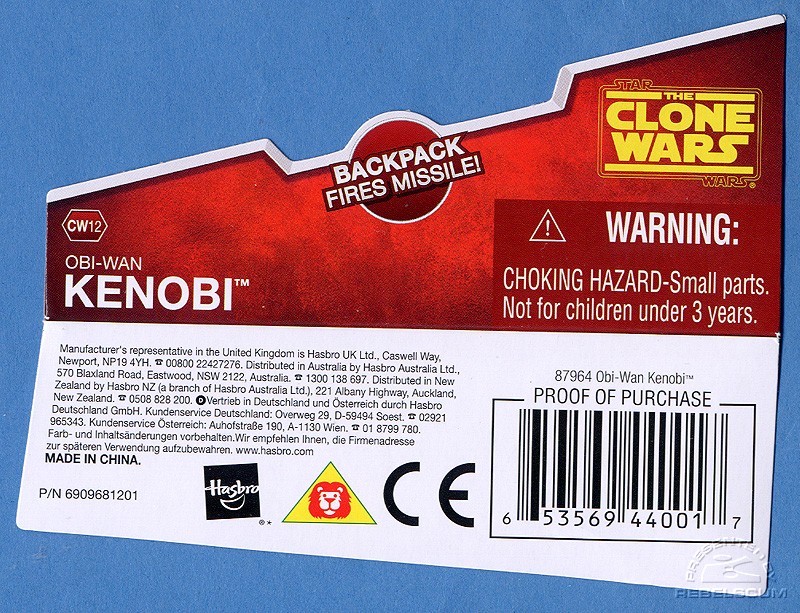 STAR
THE
CLONE
WARS
WARS®
BACKPACK
FIRES MISSILE!
CW12
OBI-WAN
KENOBI™
WARNING:
CHOKING HAZARD-Small parts.
Not for children under 3 years.
Manufacturer's representative in the United Kingdom is Hasbro UK Ltd., Caswell Way,
Newport, NP19 4YH. ☎ 00800 22427276. Distributed in Australia by Hasbro Australia Ltd.,
570 Blaxland Road, Eastwood, NSW 2122, Australia. ☎ 1300 138 697. Distributed in New
Zealand by Hasbro NZ (a branch of Hasbro Australia Ltd.), 221 Albany Highway, Auckland,
New Zealand. ☎ 0508 828 200. D Vertrieb in Deutschland und Österreich durch Hasbro
Deutschland GmbH. Kundenservice Deutschland: Overweg 29, D-59494 Soest. ☎ 02921
965343. Kundenservice Österreich: Auhofstraße 190, A-1130 Wien. ☎ 01 8799 780.
Farb- und Inhaltsänderungen vorbehalten.Wir empfehlen Ihnen, die Firmenadresse
zur späteren Verwendung aufzubewahren. www.hasbro.com
MADE IN CHINA.
P/N 6909681201
Hasbro
®*
CE
87964 Obi-Wan Kenobi™
PROOF OF PURCHASE
6 53569 44001 7
PRESENTED BY
REBELSCUM